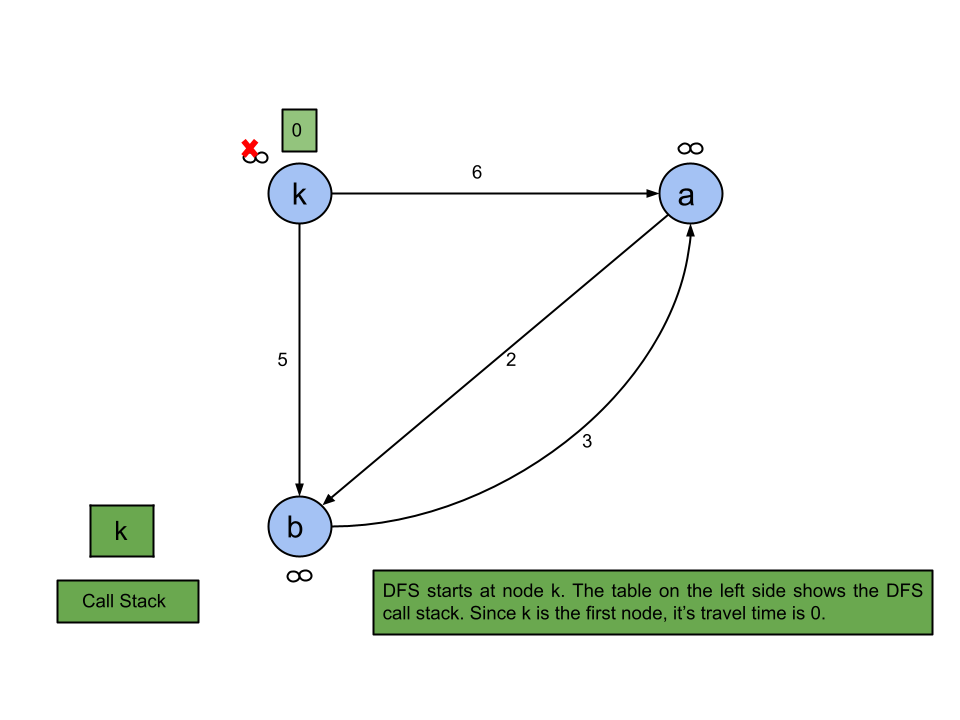 0
∞
∞
k
6
a
5
2
3
b
∞
k
Call Stack
DFS starts at node k. The table on the left side shows the DFS
call stack. Since k is the first node, it’s travel time is 0.